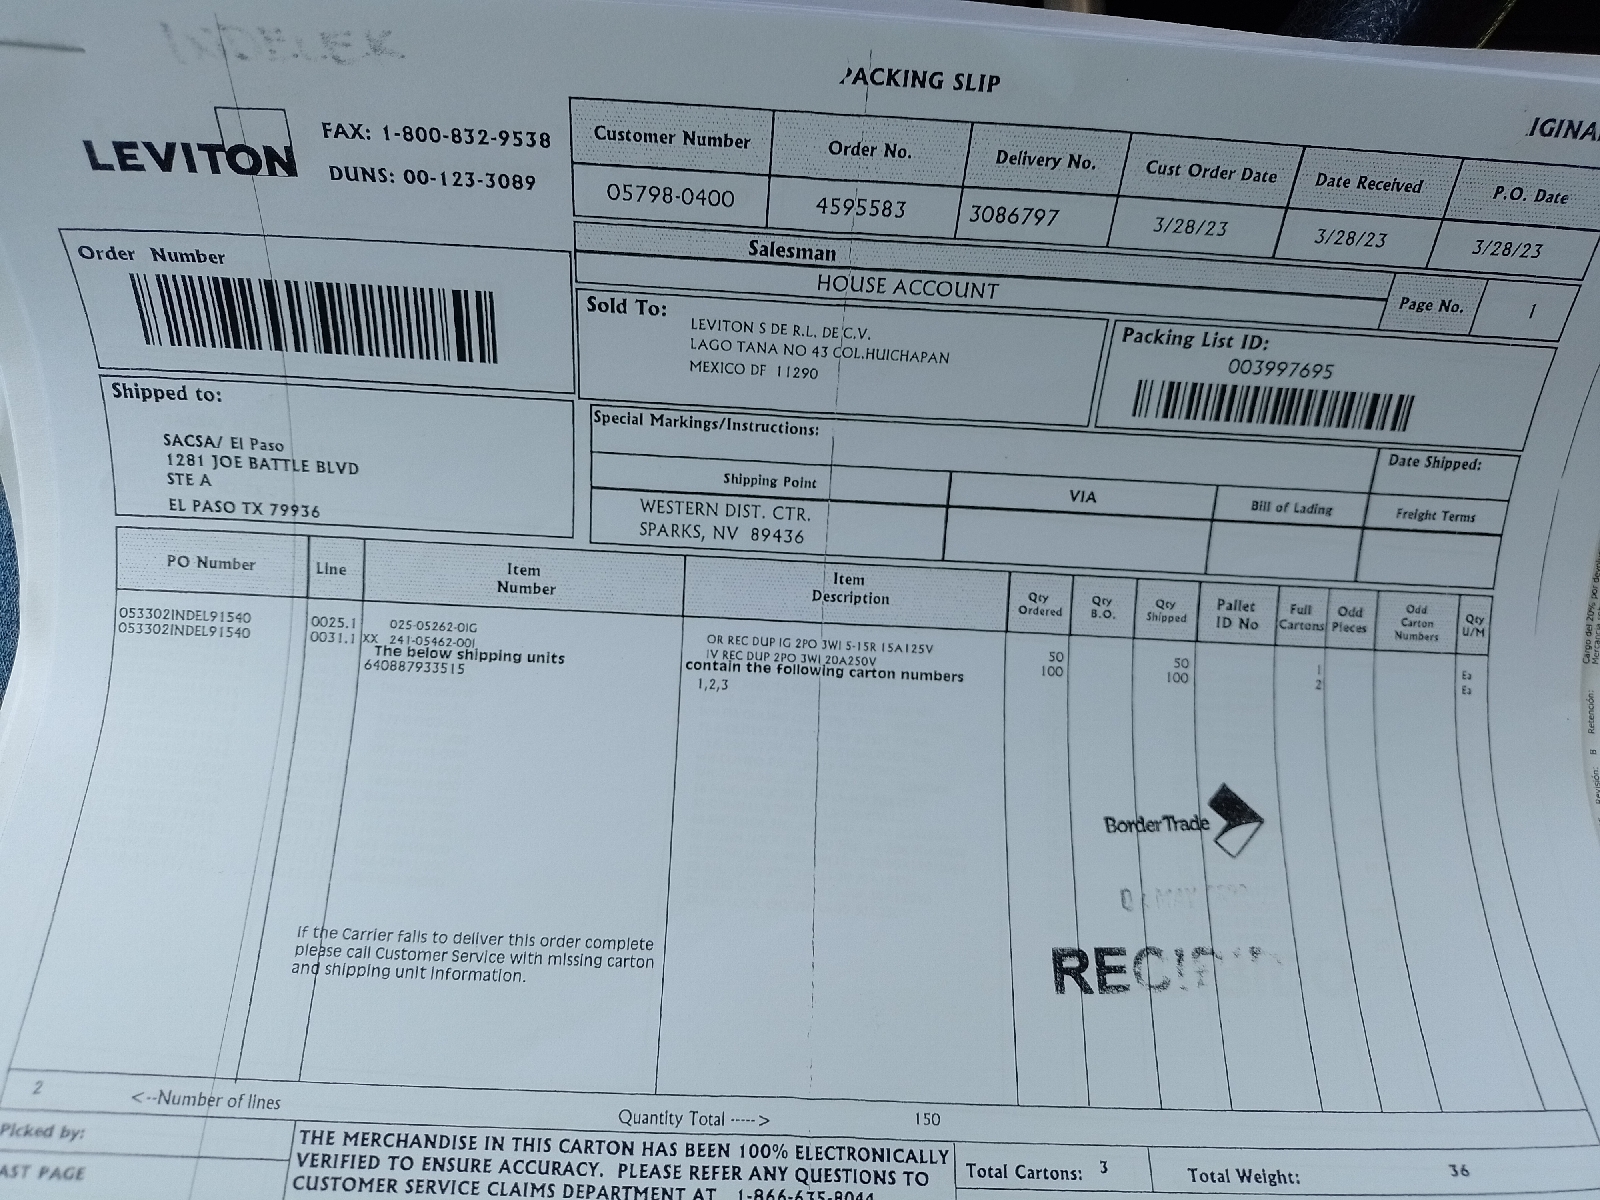 INDELEK
PACKING SLIP
LEVITON
FAX: 1-800-832-9538
DUNS: 00-123-3089
Customer Number Order No. Delivery No. Cust Order Date Date Received P.O. Date
05798-0400 4595583 3086797 3/28/23 3/28/23 3/28/23
Salesman
HOUSE ACCOUNT
Page No. 1
Order Number
Sold To:
LEVITON S DE R.L. DE C.V.
LAGO TANA NO 43 COL.HUICHAPAN
MEXICO DF 11290
Packing List ID:
003997695
Shipped to:
SACSA/ El Paso
1281 JOE BATTLE BLVD
STE A
EL PASO TX 79936
Special Markings/Instructions:
Date Shipped:
Shipping Point VIA Bill of Lading Freight Terms
WESTERN DIST. CTR.
SPARKS, NV 89436
PO Number Line Item Number Item Description Qty Ordered Qty B.O. Qty Shipped Pallet ID No Full Cartons Odd Pieces Odd Carton Numbers Qty U/M
053302INDEL91540 0025.1 025-05262-0IG OR REC DUP IG 2PO 3WI 5-15R 15A125V 50 50 1 Ea
053302INDEL91540 0031.1 XX 241-05462-00I IV REC DUP 2PO 3WI 20A250V 100 100 2 Ea
The below shipping units contain the following carton numbers
640887933515 1,2,3
BorderTrade
If the Carrier fails to deliver this order complete
please call Customer Service with missing carton
and shipping unit information.
2 <--Number of lines
Quantity Total -----> 150
Picked by:
AST PAGE
THE MERCHANDISE IN THIS CARTON HAS BEEN 100% ELECTRONICALLY
VERIFIED TO ENSURE ACCURACY. PLEASE REFER ANY QUESTIONS TO
CUSTOMER SERVICE CLAIMS DEPARTMENT AT 1-866-635-8044
Total Cartons: 3
Total Weight: 36